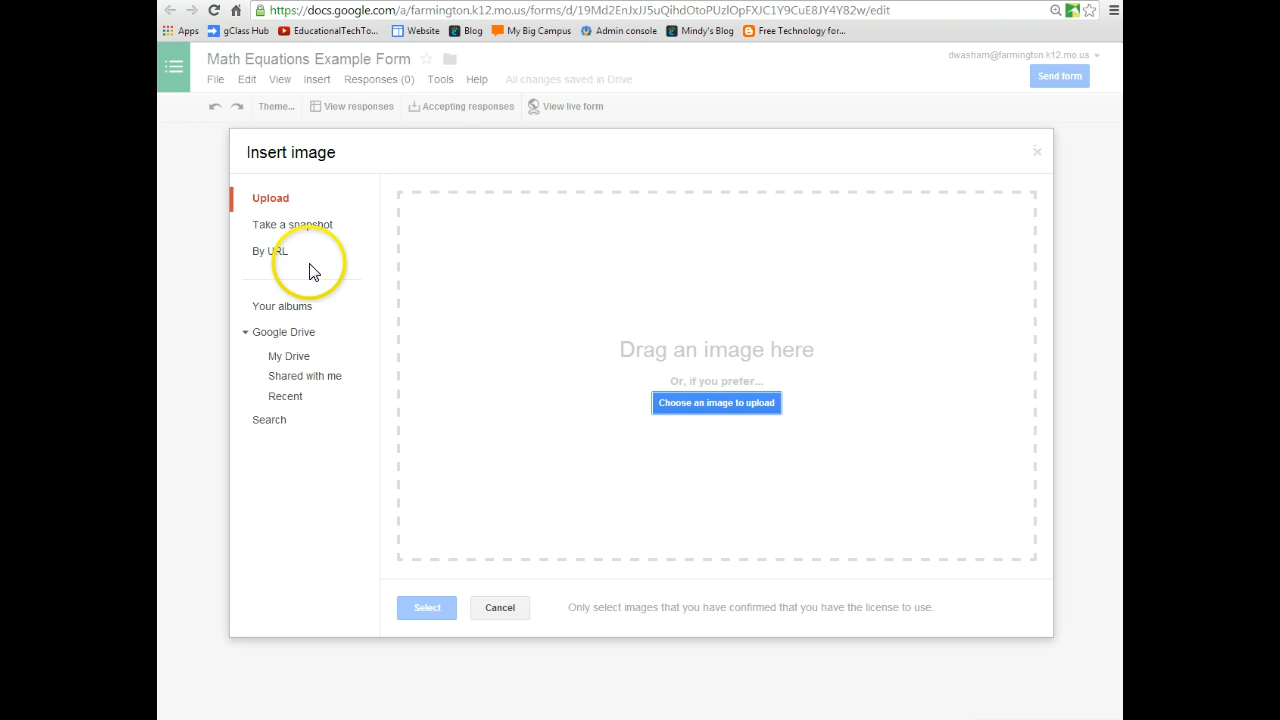 https://docs.google.com/a/farmington.k12.mo.us/forms/d/19Md2EnJxJJ5uQihdOtoPUzlOpFXJC1Y9CuE8JY4Y82w/edit
Apps gClass Hub EducationalTechTo... Website Blog My Big Campus Admin console Mindy's Blog Free Technology for...
Math Equations Example Form
dwasham@farmington.k12.mo.us
File Edit View Insert Responses (0) Tools Help All changes saved in Drive
Send form
Theme... View responses Accepting responses View live form
Insert image
Upload
Take a snapshot
By URL
Your albums
Google Drive
My Drive
Shared with me
Recent
Search
Drag an image here
Or, if you prefer...
Choose an image to upload
Select Cancel Only select images that you have confirmed that you have the license to use.